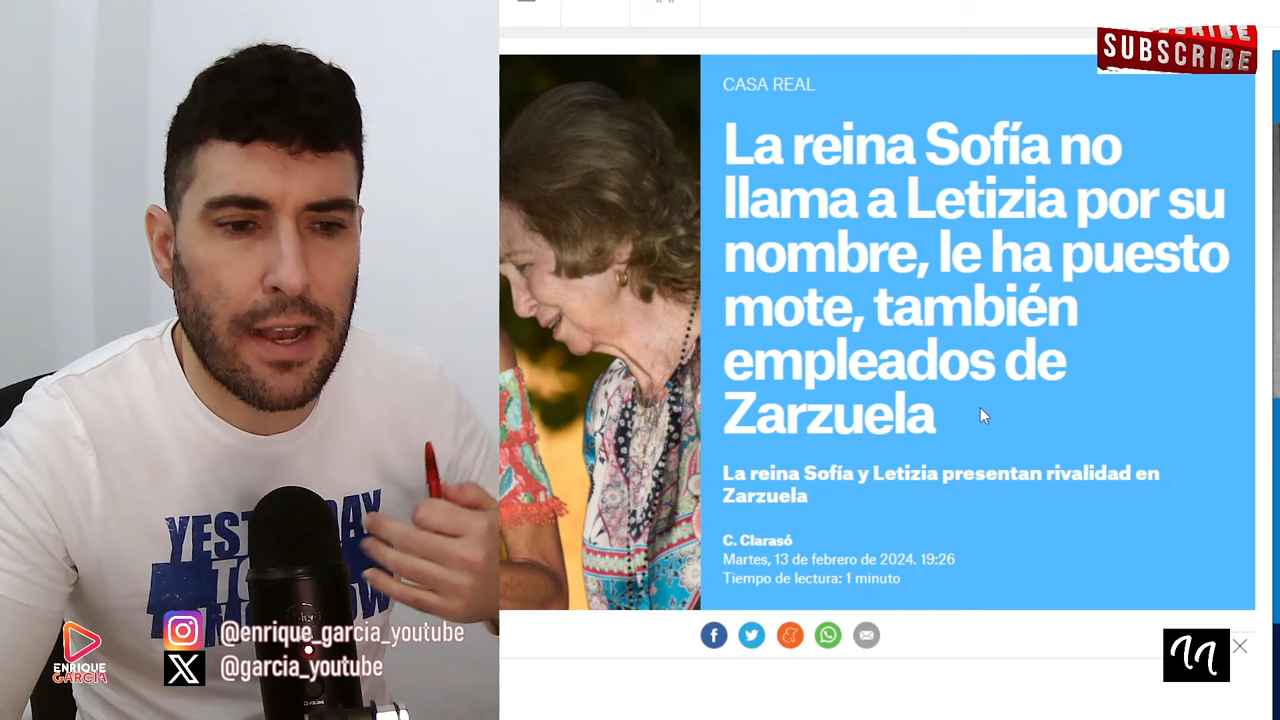 SUBSCRIBE
CASA REAL
La reina Sofía no
llama a Letizia por su
nombre, le ha puesto
mote, también
empleados de
Zarzuela
La reina Sofía y Letizia presentan rivalidad en
Zarzuela
C. Clarasó
Martes, 13 de febrero de 2024. 19:26
Tiempo de lectura: 1 minuto
@enrique_garcia_youtube
@garcia_youtube
ENRIQUE
GARCIA